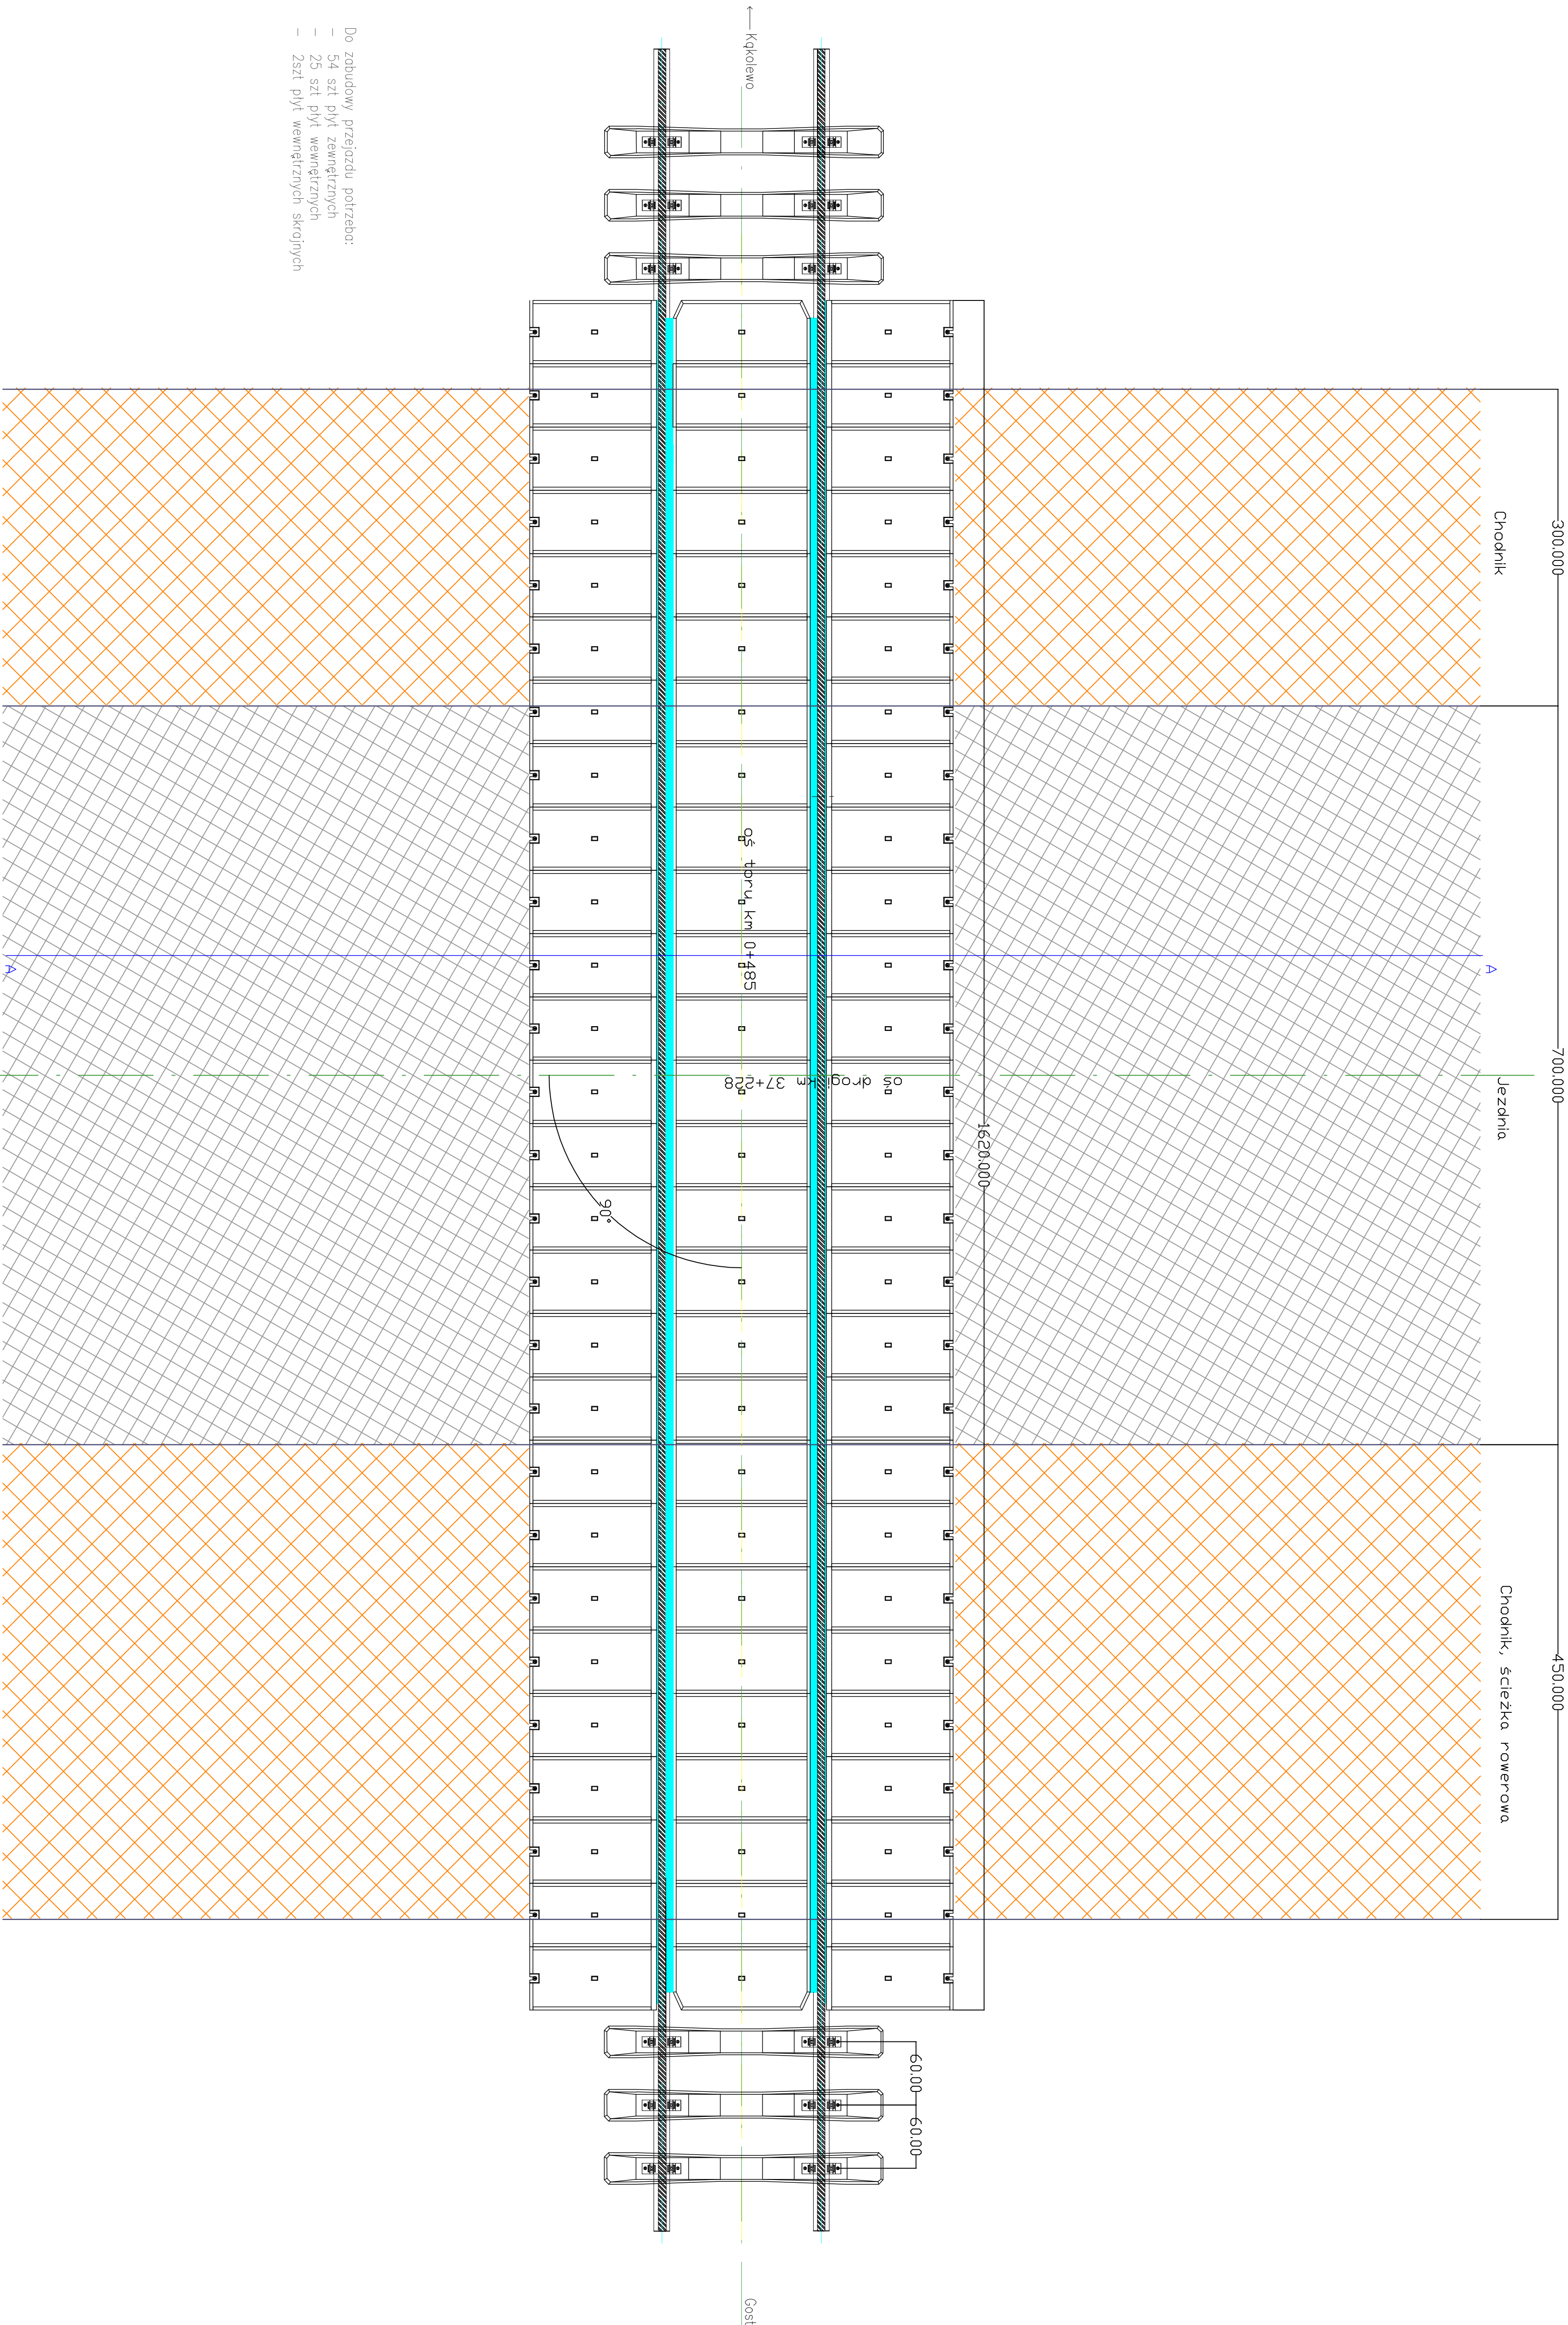 300.000
700.000
450.000
Chodnik
Jezdnia
Chodnik, ścieżka rowerowa
A
1620.000
60.00
60.00
← Kąkolewo
oś toru km 0+485
Gost
oś drogi km 37+228
90°
A
Do zabudowy przejazdu potrzeba:
- 54 szt płyt zewnętrznych
- 25 szt płyt wewnętrznych
- 2szt płyt wewnętrznych skrajnych